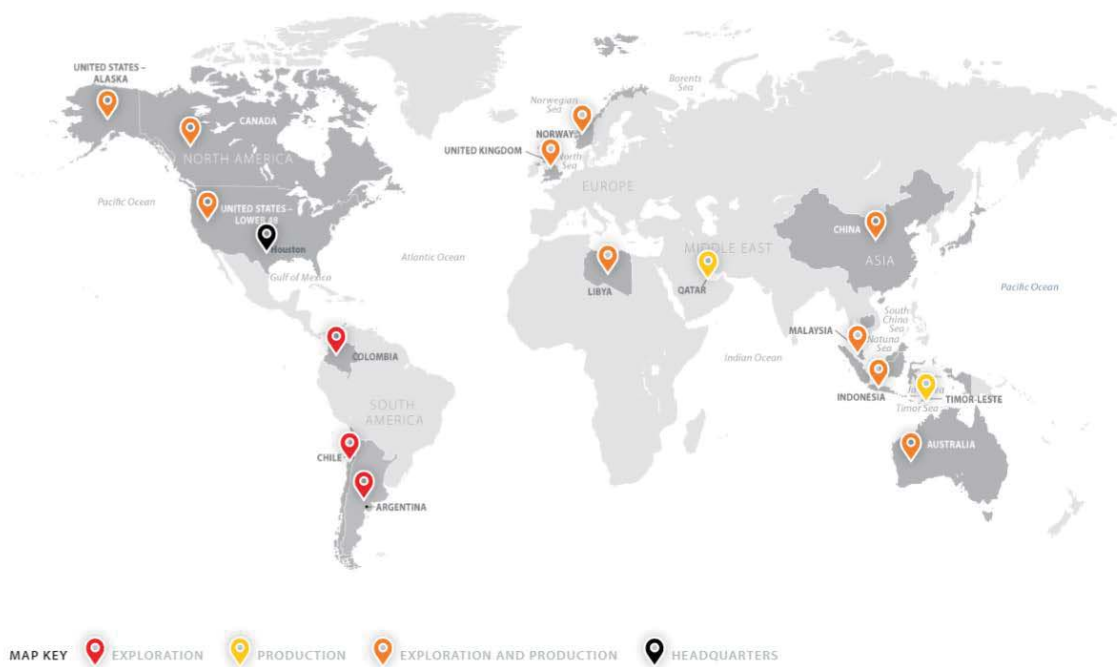 UNITED STATES –
ALASKA
CANADA
NORTH AMERICA
Pacific Ocean
UNITED STATES –
LOWER 48
Houston
Gulf of Mexico
Atlantic Ocean
Barents
Sea
Norwegian
Sea
NORWAY
UNITED KINGDOM
North
Sea
EUROPE
MIDDLE EAST
LIBYA
QATAR
CHINA
ASIA
Pacific Ocean
South
China
Sea
MALAYSIA
Natuna
Sea
Indian Ocean
INDONESIA
TIMOR-LESTE
Timor Sea
AUSTRALIA
COLOMBIA
SOUTH
AMERICA
CHILE
ARGENTINA
MAP KEY EXPLORATION PRODUCTION EXPLORATION AND PRODUCTION HEADQUARTERS